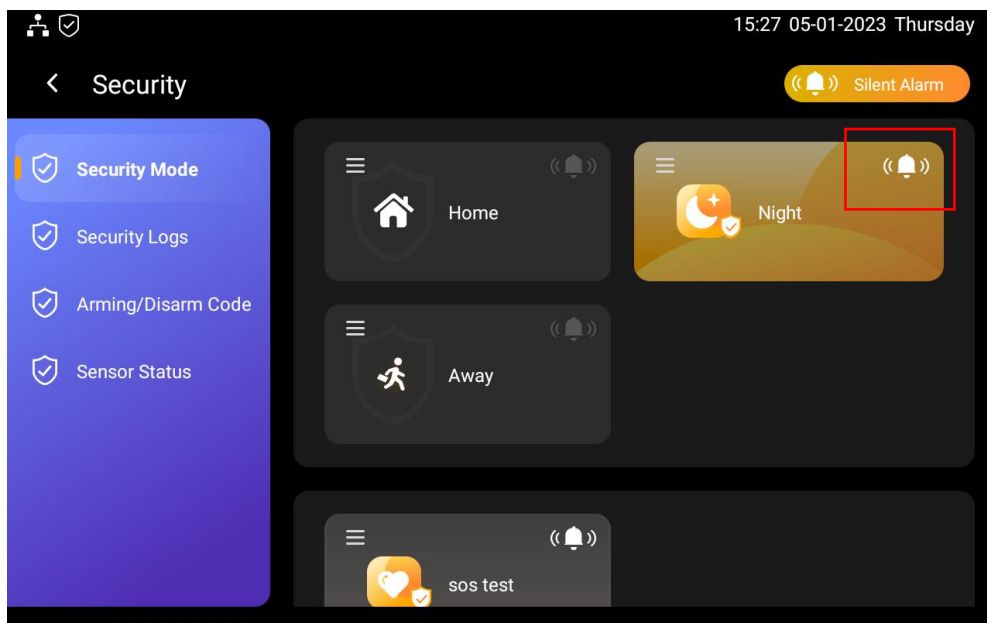 15:27 05-01-2023 Thursday
Security
Silent Alarm
Security Mode
Security Logs
Arming/Disarm Code
Sensor Status
Home
Night
Away
sos test